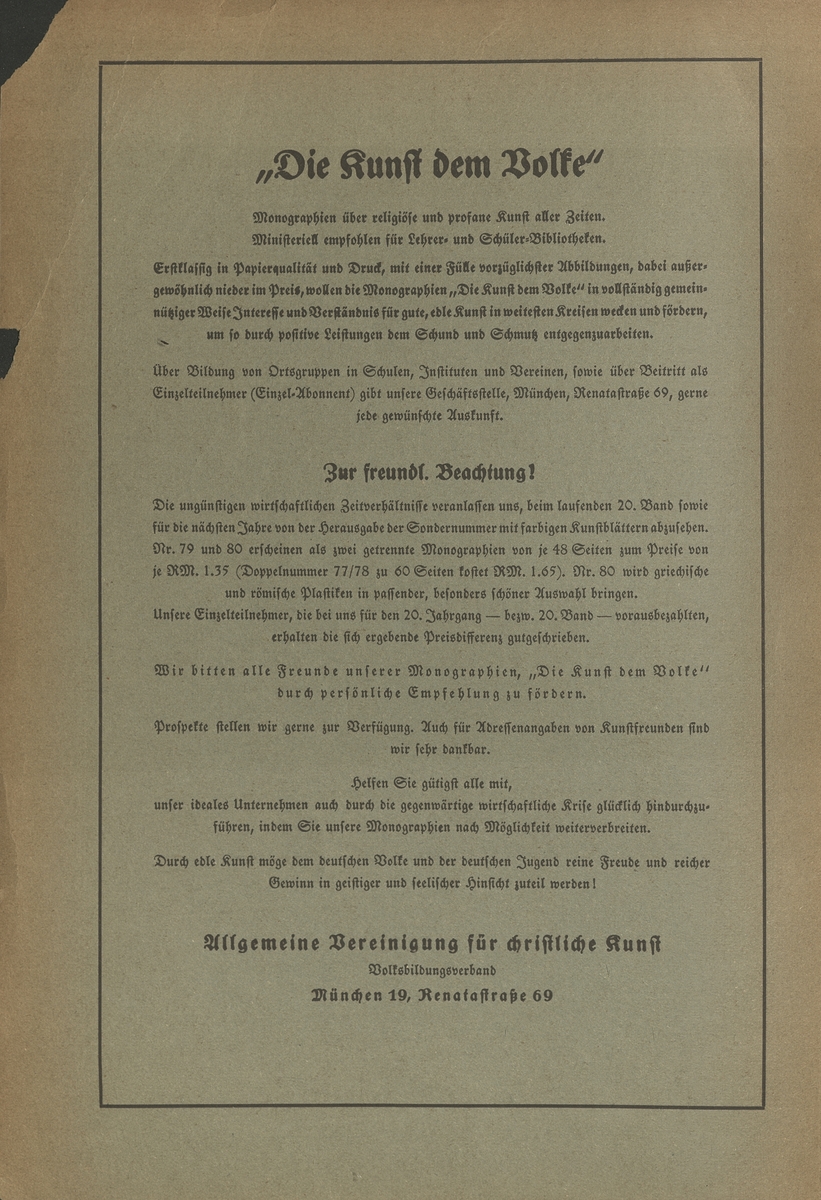 „Die Kunst dem Volke“
Monographien über religiöse und profane Kunst aller Zeiten.
Ministeriell empfohlen für Lehrer- und Schüler-Bibliotheken.
Erstklassig in Papierqualität und Druck, mit einer Fülle vorzüglichster Abbildungen, dabei außer-
gewöhnlich nieder im Preis, wollen die Monographien „Die Kunst dem Volke“ in vollständig gemein-
nütziger Weise Interesse und Verständnis für gute, edle Kunst in weitesten Kreisen wecken und fördern,
um so durch positive Leistungen dem Schund und Schmutz entgegenzuarbeiten.
Über Bildung von Ortsgruppen in Schulen, Instituten und Vereinen, sowie über Beitritt als
Einzelteilnehmer (Einzel-Abonnent) gibt unsere Geschäftsstelle, München, Renatastraße 69, gerne
jede gewünschte Auskunft.
Zur freundl. Beachtung!
Die ungünstigen wirtschaftlichen Zeitverhältnisse veranlassen uns, beim laufenden 20. Band sowie
für die nächsten Jahre von der Herausgabe der Sondernummer mit farbigen Kunstblättern abzusehen.
Nr. 79 und 80 erscheinen als zwei getrennte Monographien von je 48 Seiten zum Preise von
je RM. 1.35 (Doppelnummer 77/78 zu 60 Seiten kostet RM. 1.65). Nr. 80 wird griechische
und römische Plastiken in passender, besonders schöner Auswahl bringen.
Unsere Einzelteilnehmer, die bei uns für den 20. Jahrgang — bezw. 20. Band — vorausbezahlten,
erhalten die sich ergebende Preisdifferenz gutgeschrieben.
Wir bitten alle Freunde unserer Monographien, „Die Kunst dem Volke“
durch persönliche Empfehlung zu fördern.
Prospekte stellen wir gerne zur Verfügung. Auch für Adressenangaben von Kunstfreunden sind
wir sehr dankbar.
Helfen Sie gütigst alle mit,
unser ideales Unternehmen auch durch die gegenwärtige wirtschaftliche Krise glücklich hindurchzu-
führen, indem Sie unsere Monographien nach Möglichkeit weiterverbreiten.
Durch edle Kunst möge dem deutschen Volke und der deutschen Jugend reine Freude und reicher
Gewinn in geistiger und seelischer Hinsicht zuteil werden!
Allgemeine Vereinigung für christliche Kunst
Volksbildungsverband
München 19, Renatastraße 69